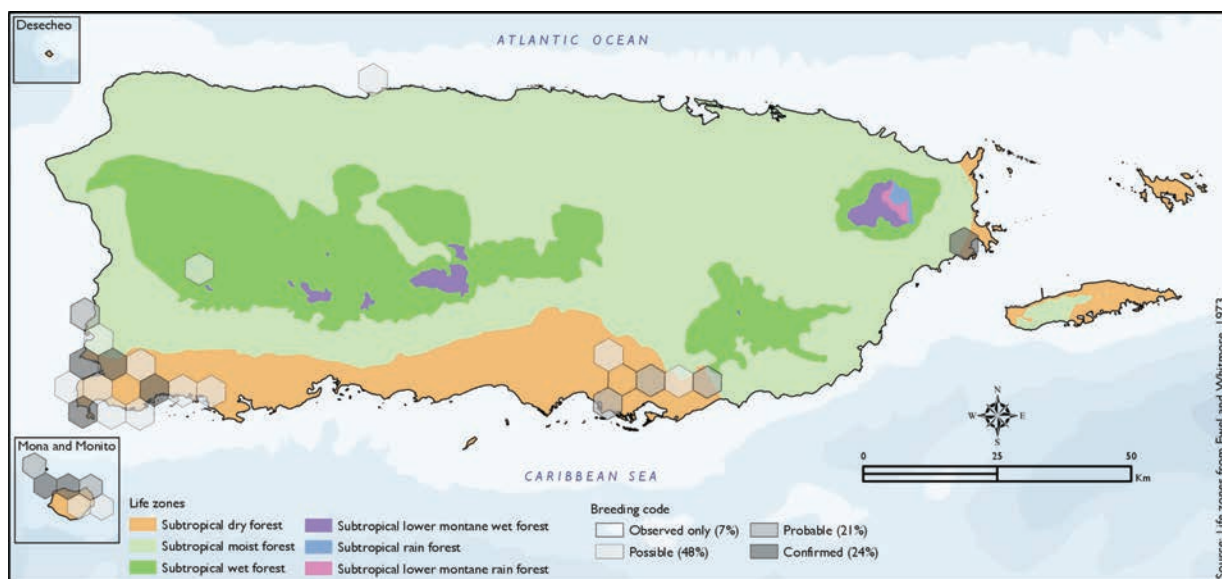 Desecheo
ATLANTIC OCEAN
Mona and Monito
CARIBBEAN SEA
N
W E
S
0 25 50
Km
Life zones
Subtropical dry forest
Subtropical moist forest
Subtropical wet forest
Subtropical lower montane wet forest
Subtropical rain forest
Subtropical lower montane rain forest
Breeding code
Observed only (7%)
Possible (48%)
Probable (21%)
Confirmed (24%)
Source: Life zones from Ewel and Whitmore, 1973.